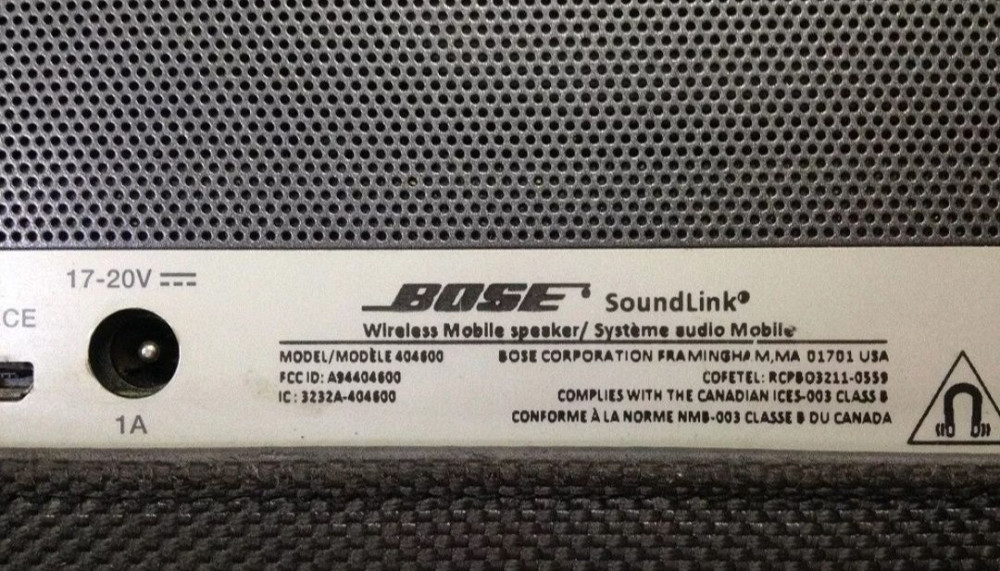 17-20V
CE
1A
BOSE SoundLink
Wireless Mobile speaker/ Système audio Mobile
MODEL/MODÈLE 404600
FCC ID: A94404600
IC : 3232A-404600
BOSE CORPORATION FRAMINGHAM,MA 01701 USA
COFETEL: RCPBO3211-0559
COMPLIES WITH THE CANADIAN ICES-003 CLASS B
CONFORME À LA NORME NMB-003 CLASSE B DU CANADA